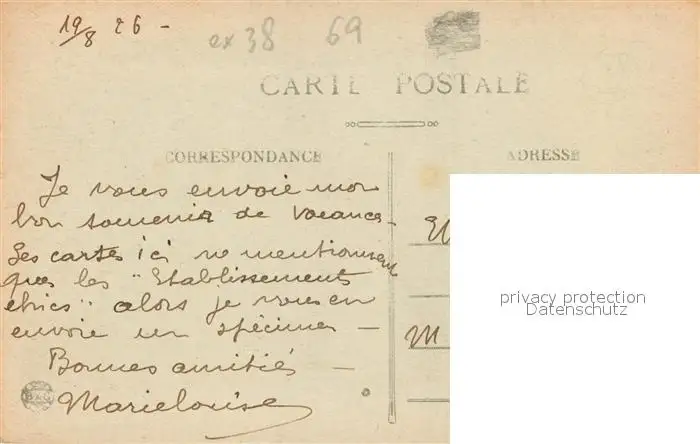 19/8 26 -
ex 38 69
CARTE POSTALE
CORRESPONDANCE ADRESSE
Je vous envoie mon
bon souvenir de vacances -
Les cartes ici ne mentionnent
que les "Etablissements
chics" alors je vous en
envoie un spécimen -
Bonnes amitiés -
Marie Louise
M
privacy protection
Datenschutz